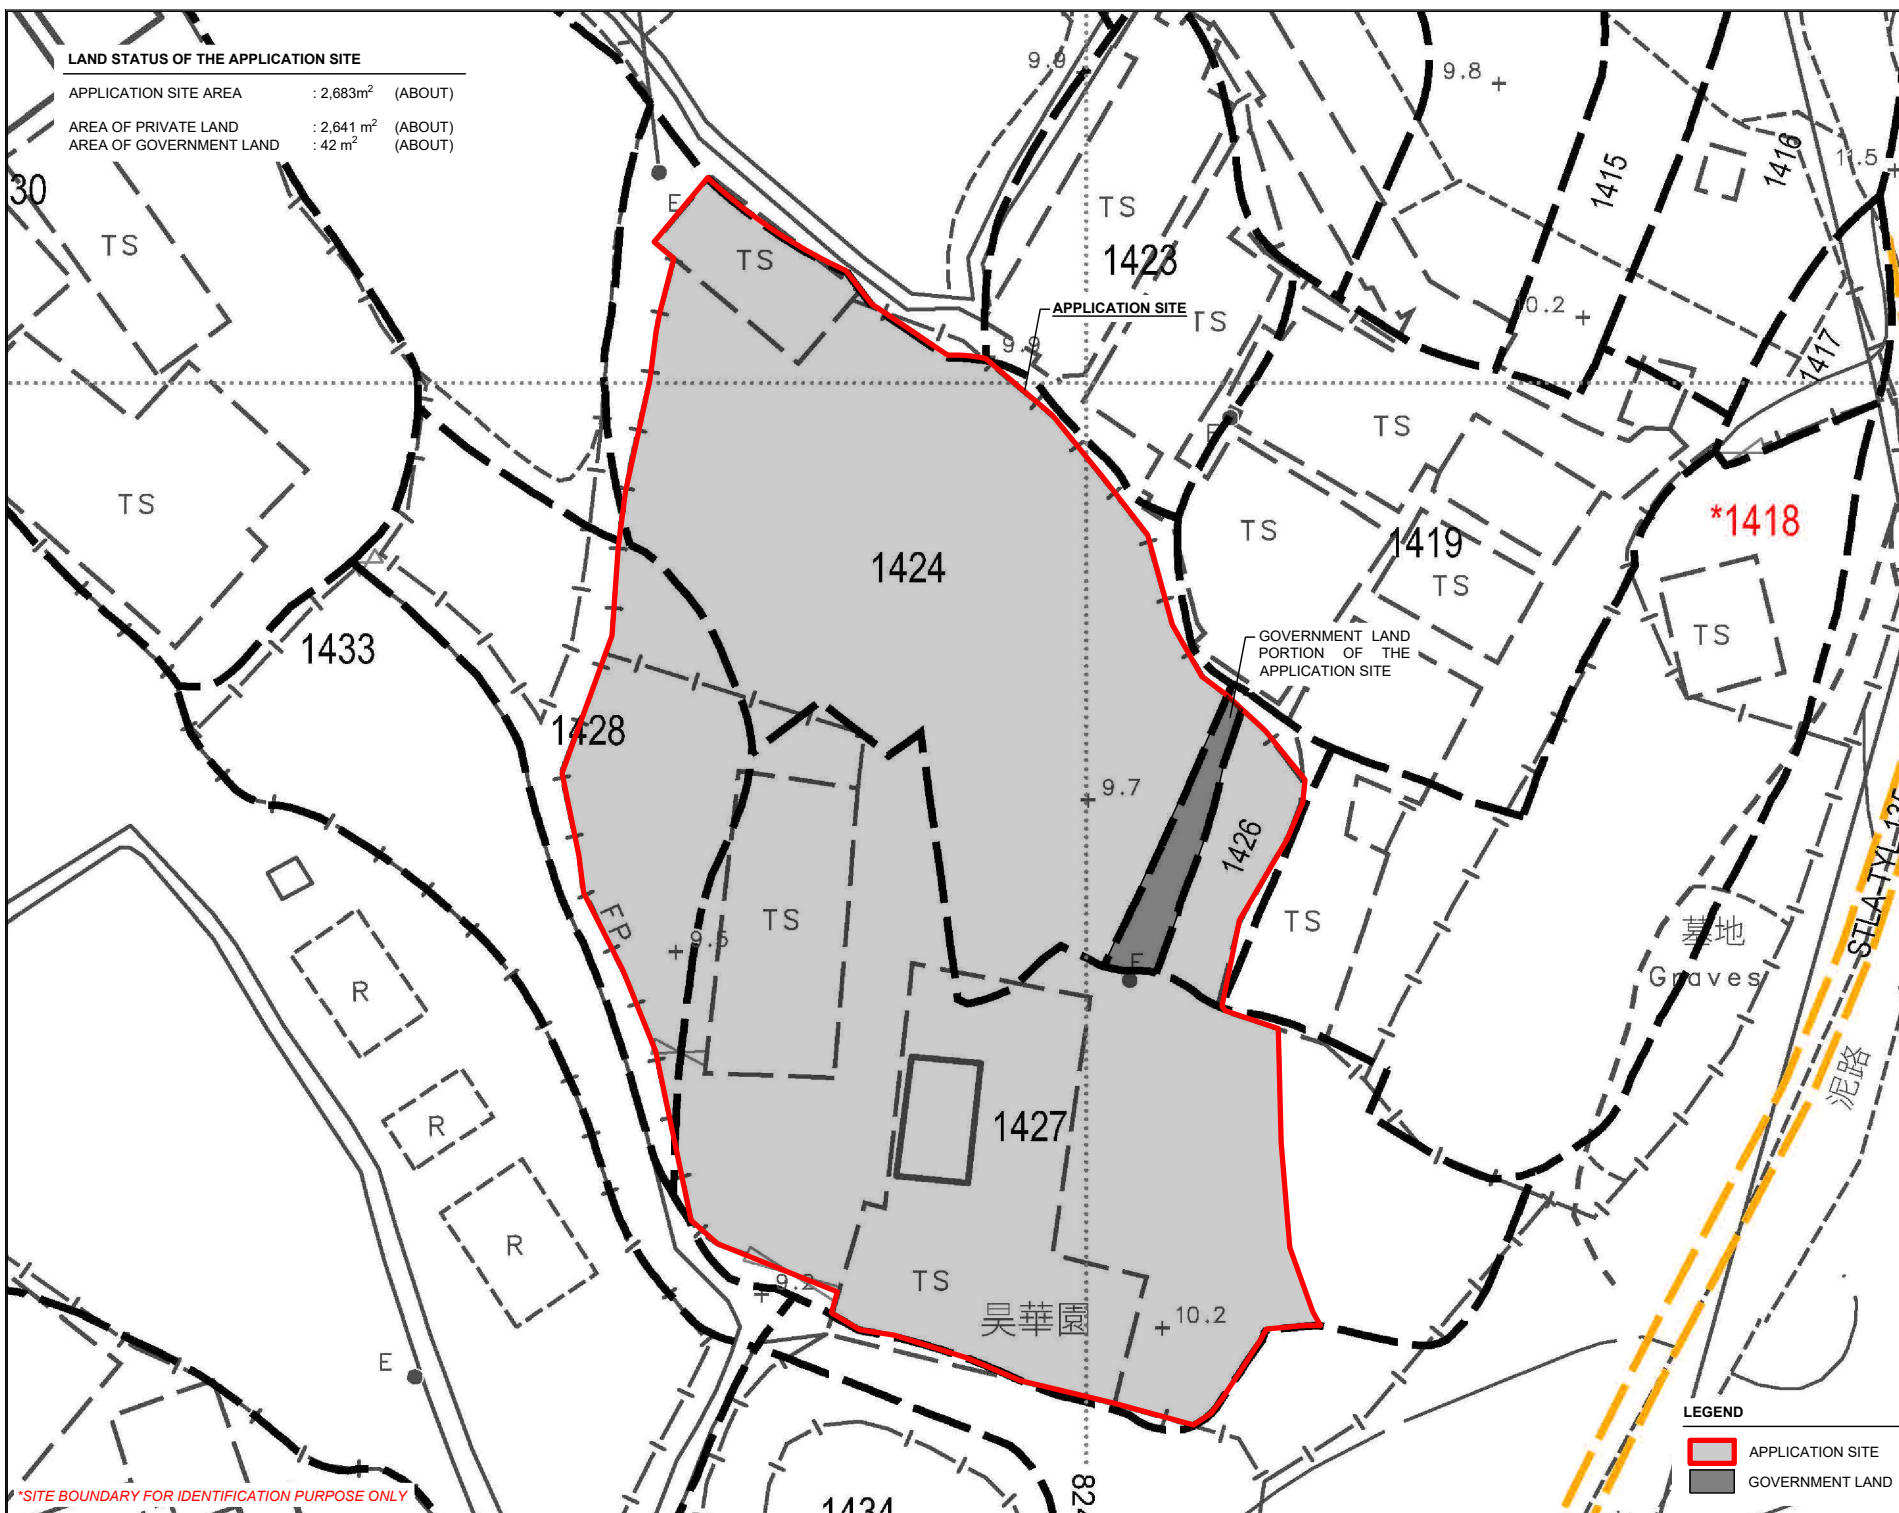 LAND STATUS OF THE APPLICATION SITE
APPLICATION SITE AREA : 2,683m² (ABOUT)
AREA OF PRIVATE LAND : 2,641 m² (ABOUT)
AREA OF GOVERNMENT LAND : 42 m² (ABOUT)
9.9
9.8
1416
11.5
1415
30
E
TS
TS
TS
TS
1423
10.2
APPLICATION SITE
TS
9.9
1417
TS
E
TS
TS
*1418
1424
1419
TS
TS
1433
GOVERNMENT LAND
PORTION OF THE
APPLICATION SITE
1428
9.7
1426
STLA TYL 135
FP
TS
TS
墓地
9.5
E
Graves
R
泥路
R
1427
R
TS
9.2
昊華園
10.2
E
LEGEND
APPLICATION SITE
GOVERNMENT LAND
*SITE BOUNDARY FOR IDENTIFICATION PURPOSE ONLY
1434